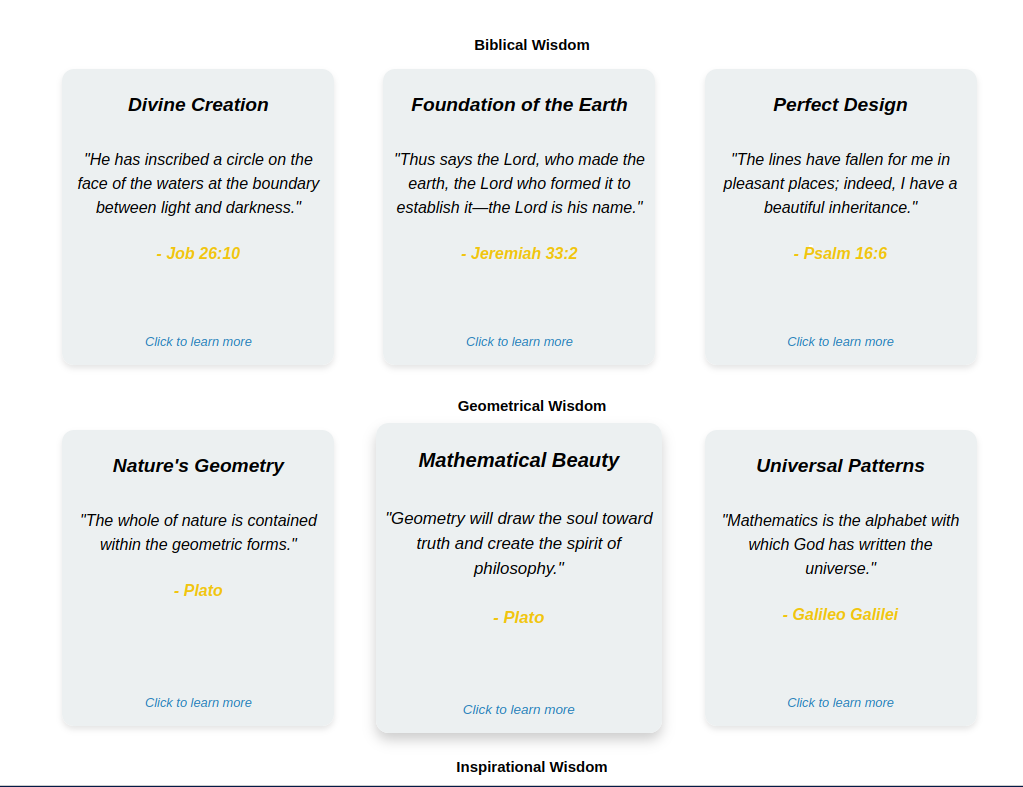 Biblical Wisdom
Divine Creation
"He has inscribed a circle on the
face of the waters at the boundary
between light and darkness."
- Job 26:10
Click to learn more
Foundation of the Earth
"Thus says the Lord, who made the
earth, the Lord who formed it to
establish it—the Lord is his name."
- Jeremiah 33:2
Click to learn more
Perfect Design
"The lines have fallen for me in
pleasant places; indeed, I have a
beautiful inheritance."
- Psalm 16:6
Click to learn more
Geometrical Wisdom
Nature's Geometry
"The whole of nature is contained
within the geometric forms."
- Plato
Click to learn more
Mathematical Beauty
"Geometry will draw the soul toward
truth and create the spirit of
philosophy."
- Plato
Click to learn more
Universal Patterns
"Mathematics is the alphabet with
which God has written the
universe."
- Galileo Galilei
Click to learn more
Inspirational Wisdom